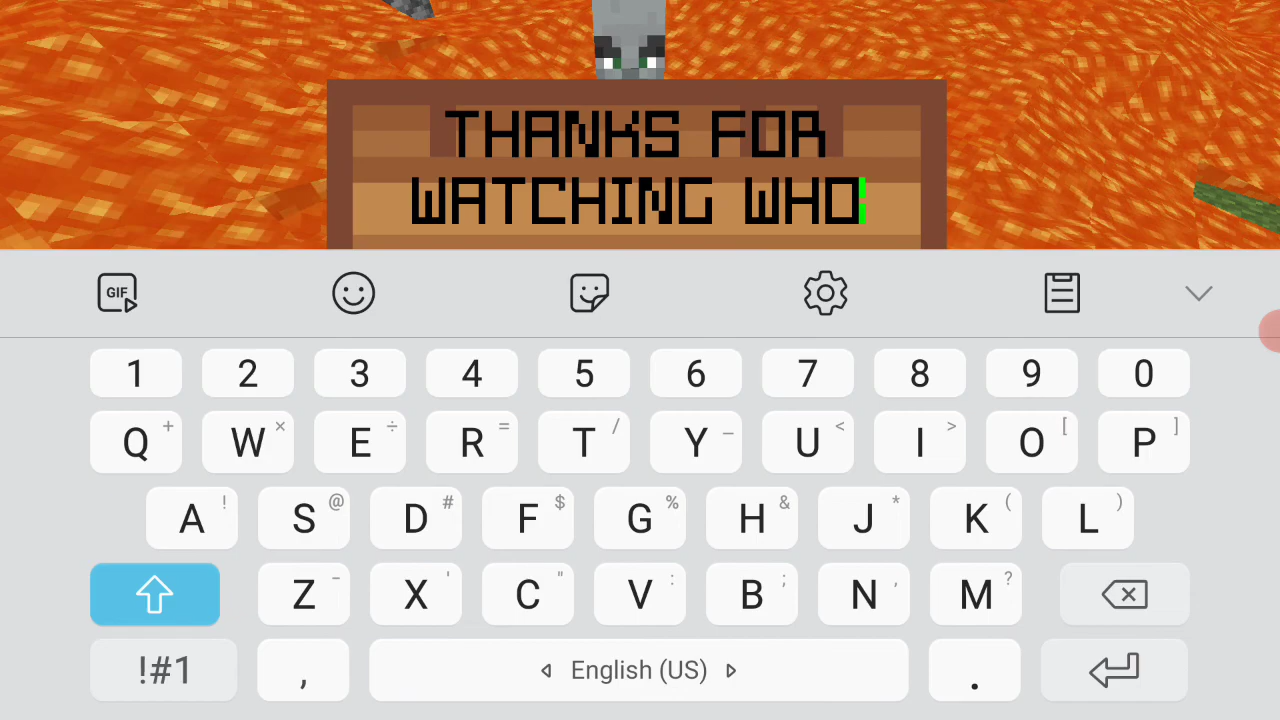 THANKS FOR
WATCHING WHO
GIF
1 2 3 4 5 6 7 8 9 0
Q + W × E ÷ R = T / Y _ U < I > O [ P ]
A ! S @ D # F $ G % H & J * K ( L )
Z - X ' C " V : B ; N , M ?
!#1 , English (US) .